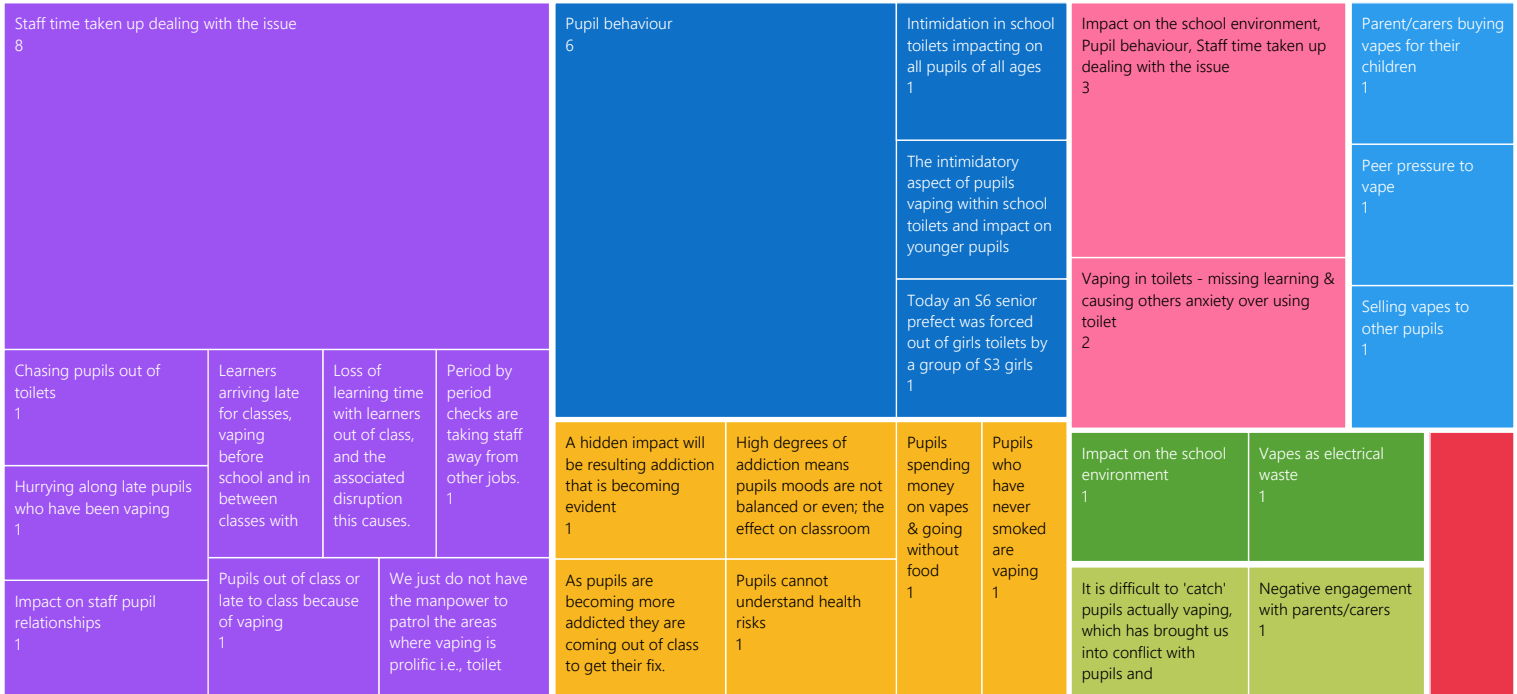 Staff time taken up dealing with the issue
8
Chasing pupils out of
toilets
1
Hurrying along late pupils
who have been vaping
1
Impact on staff pupil
relationships
1
Learners
arriving late
for classes,
vaping
before
school and in
between
classes with
Loss of
learning time
with learners
out of class,
and the
associated
disruption
this causes.
Period by
period
checks are
taking staff
away from
other jobs.
1
Pupils out of class or
late to class because
of vaping
1
We just do not have
the manpower to
patrol the areas
where vaping is
prolific i.e., toilet
Pupil behaviour
6
Intimidation in school
toilets impacting on
all pupils of all ages
1
The intimidatory
aspect of pupils
vaping within school
toilets and impact on
younger pupils
Today an S6 senior
prefect was forced
out of girls toilets by
a group of S3 girls
1
A hidden impact will
be resulting addiction
that is becoming
evident
1
High degrees of
addiction means
pupils moods are not
balanced or even; the
effect on classroom
As pupils are
becoming more
addicted they are
coming out of class
to get their fix.
Pupils cannot
understand health
risks
1
Pupils
spending
money
on vapes
& going
without
food
1
Pupils
who
have
never
smoked
are
vaping
1
Impact on the school environment,
Pupil behaviour, Staff time taken up
dealing with the issue
3
Vaping in toilets - missing learning &
causing others anxiety over using
toilet
2
Parent/carers buying
vapes for their
children
1
Peer pressure to
vape
1
Selling vapes to
other pupils
1
Impact on the school
environment
1
Vapes as electrical
waste
1
It is difficult to 'catch'
pupils actually vaping,
which has brought us
into conflict with
pupils and
Negative engagement
with parents/carers
1